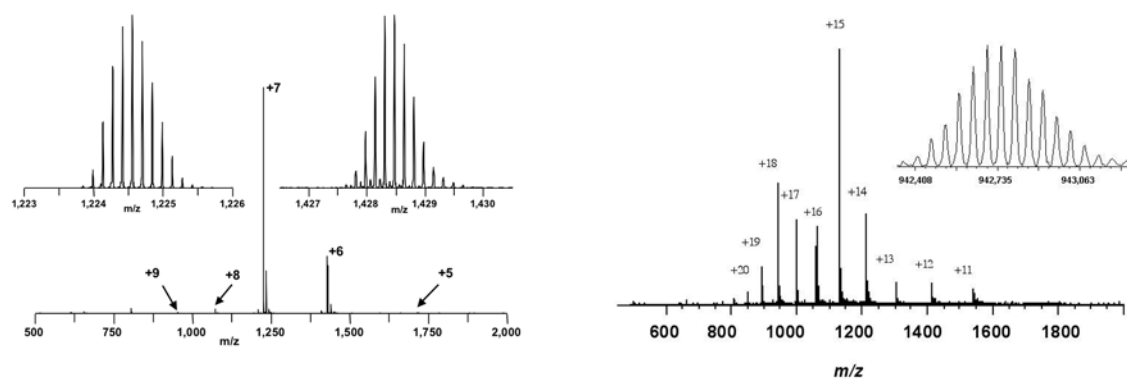 +7
1,223 1,224 1,225 1,226
m/z
1,427 1,428 1,429 1,430
m/z
+9 +8 +6 +5
500 750 1,000 1,250 1,500 1,750 2,000
m/z
+15
+18
+17
+16
+14
+19
+20
+13
+12
+11
942,408 942,735 943,063
600 800 1000 1200 1400 1600 1800
m/z